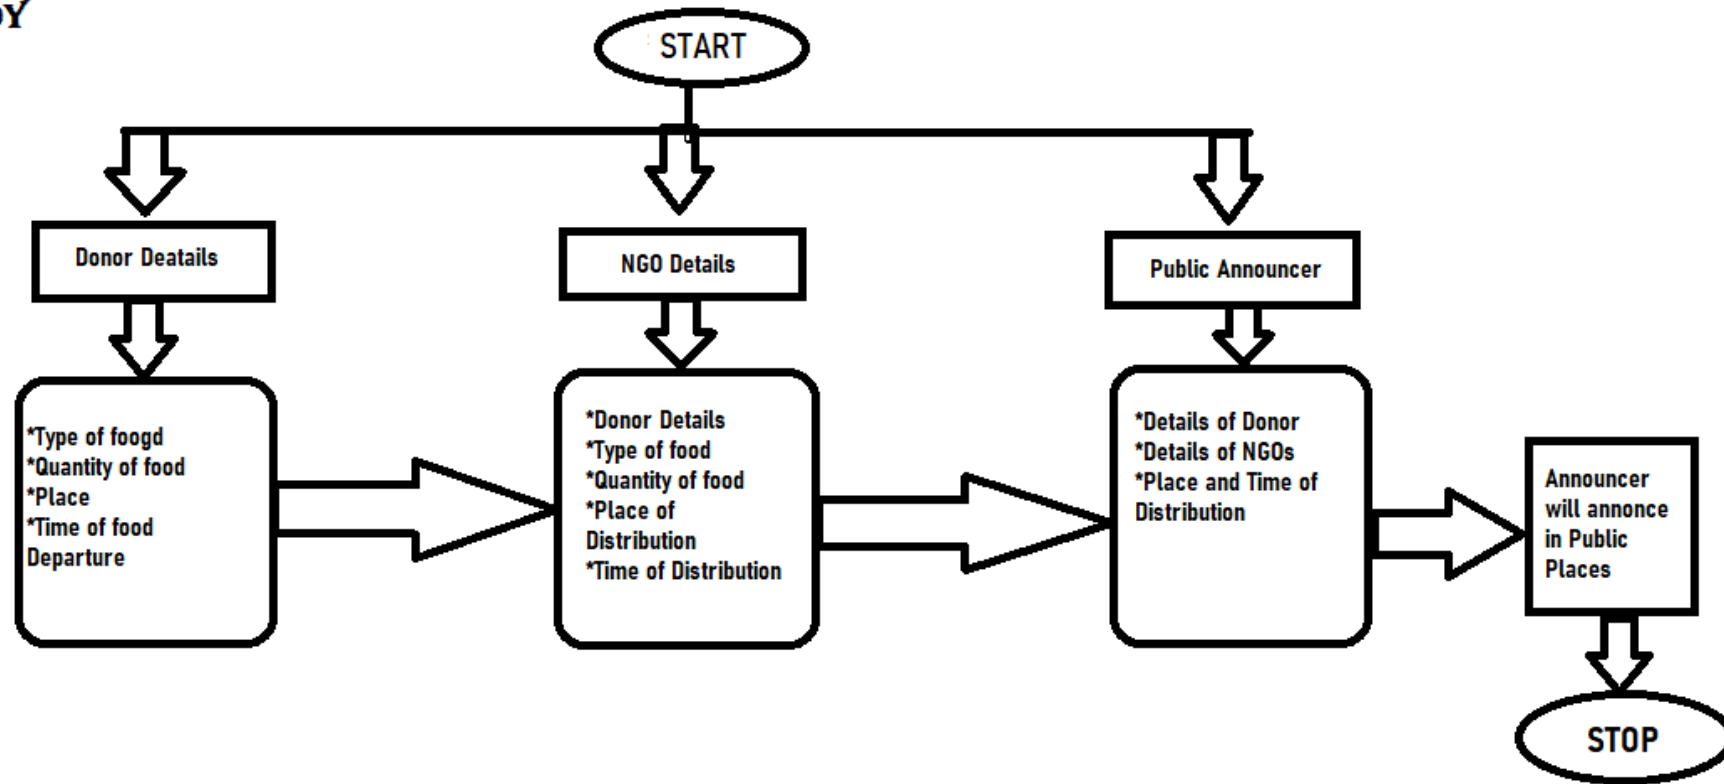 START
Donor Deatails
NGO Details
Public Announcer
*Type of foogd
*Quantity of food
*Place
*Time of food
Departure
*Donor Details
*Type of food
*Quantity of food
*Place of
Distribution
*Time of Distribution
*Details of Donor
*Details of NGOs
*Place and Time of
Distribution
Announcer
will annonce
in Public
Places
STOP